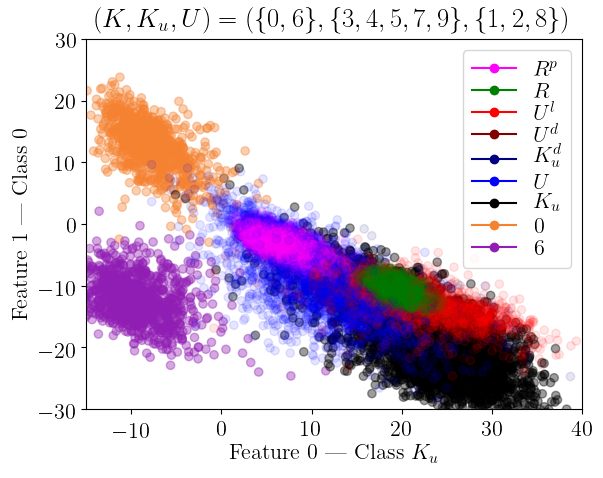 (K, K_u, U) = ({0, 6}, {3, 4, 5, 7, 9}, {1, 2, 8})
30
20
10
0
−10
−20
−30
Feature 1 — Class 0
R^p
R
U^l
U^d
K_u^d
U
K_u
0
6
−10
0
10
20
30
40
Feature 0 — Class K_u